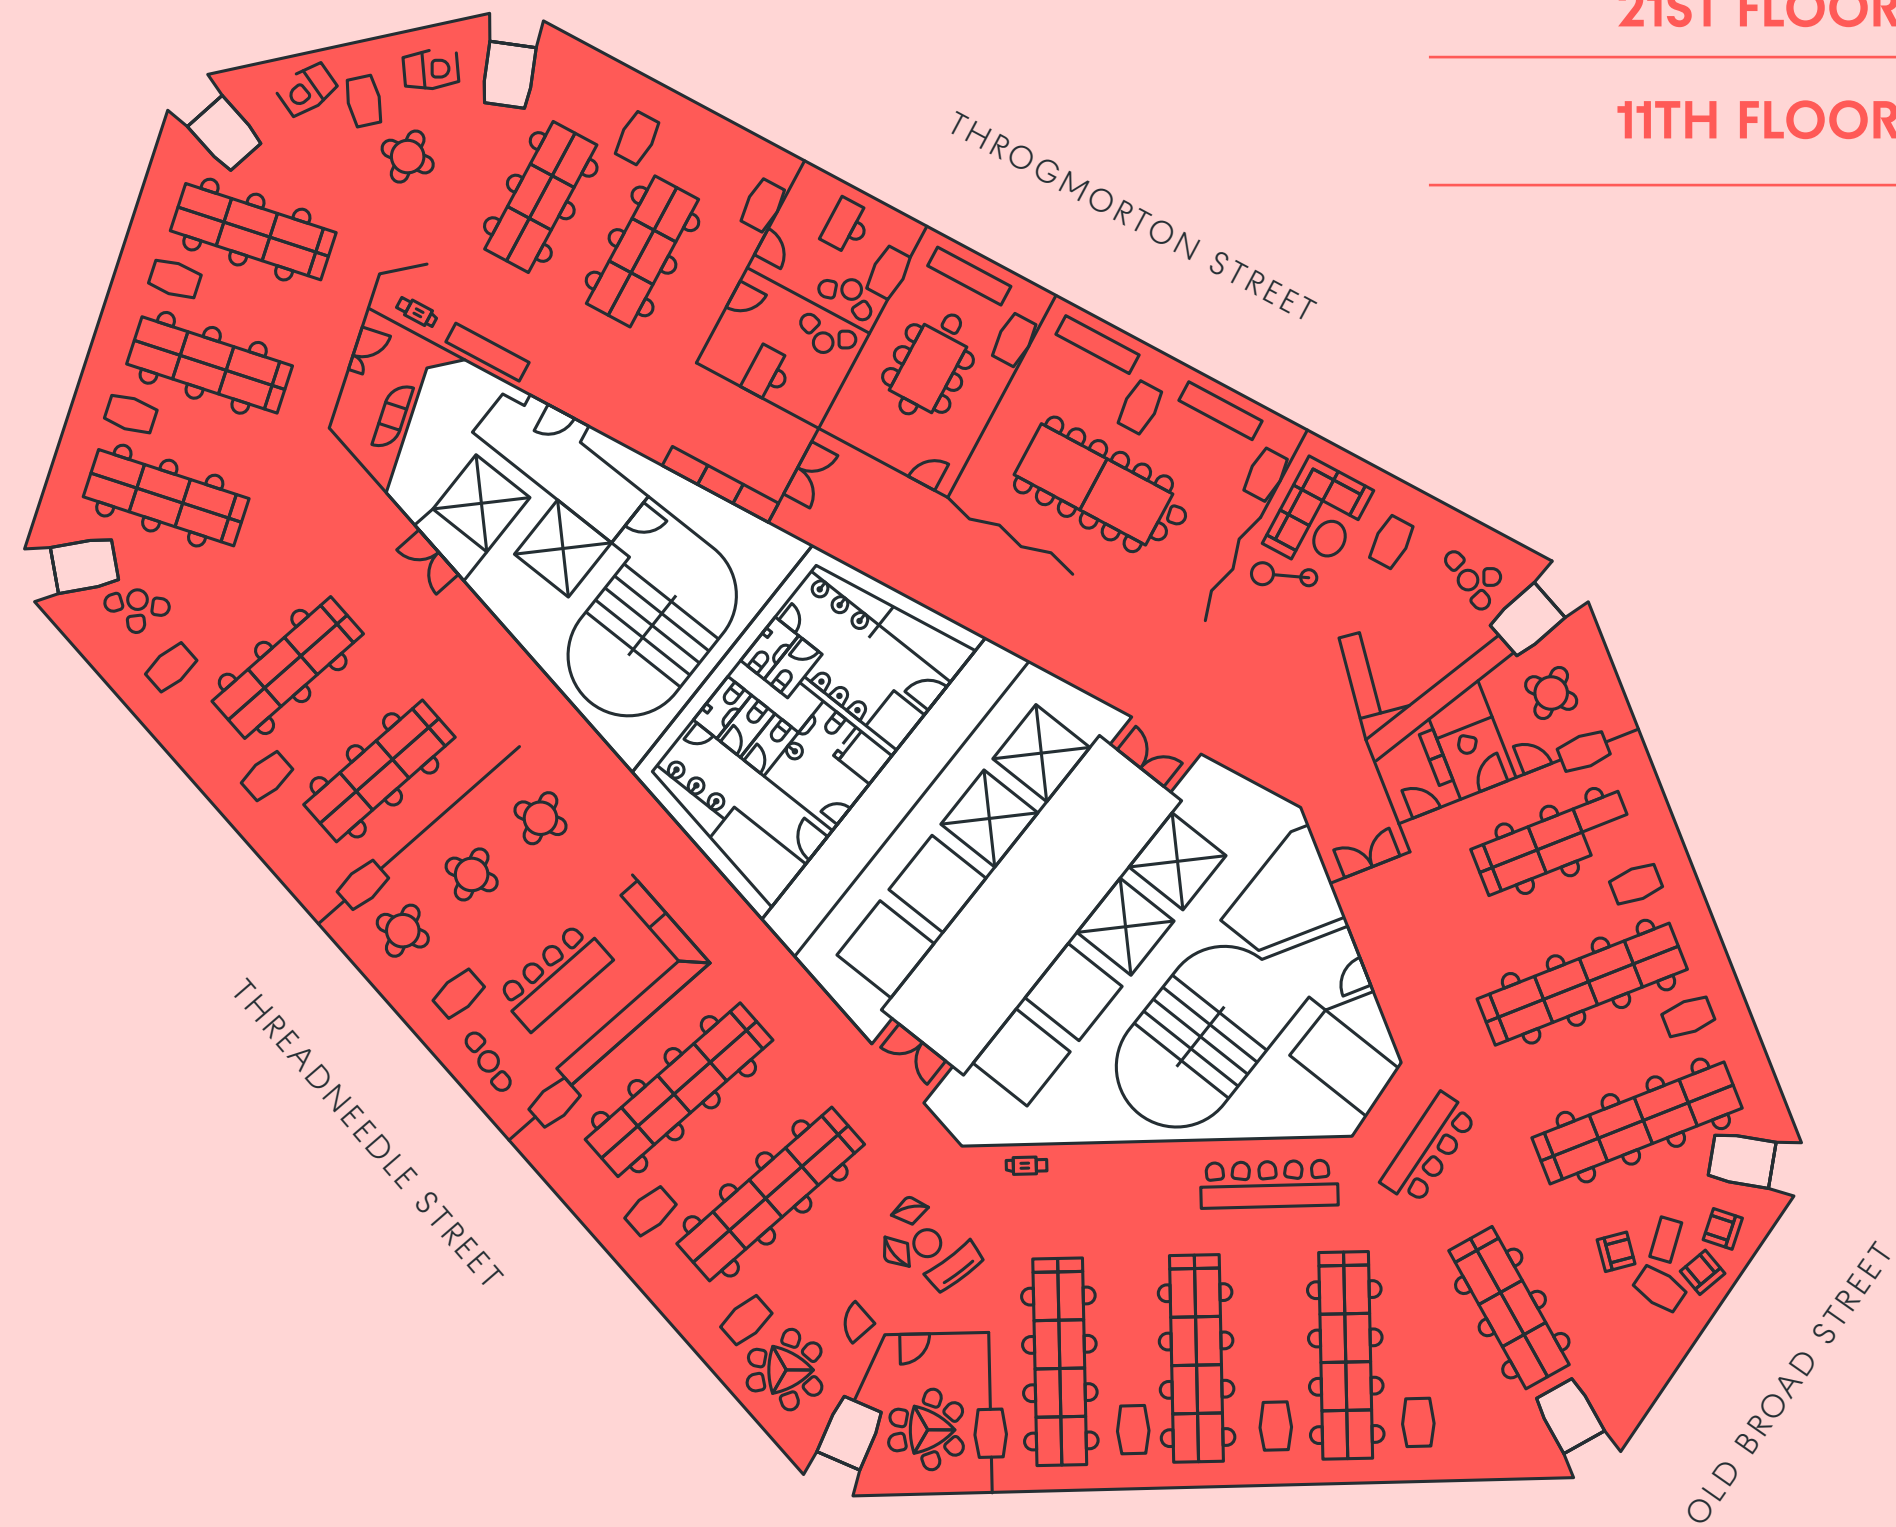 21ST FLOOR
11TH FLOOR
THROGMORTON STREET
THREADNEEDLE STREET
OLD BROAD STREET